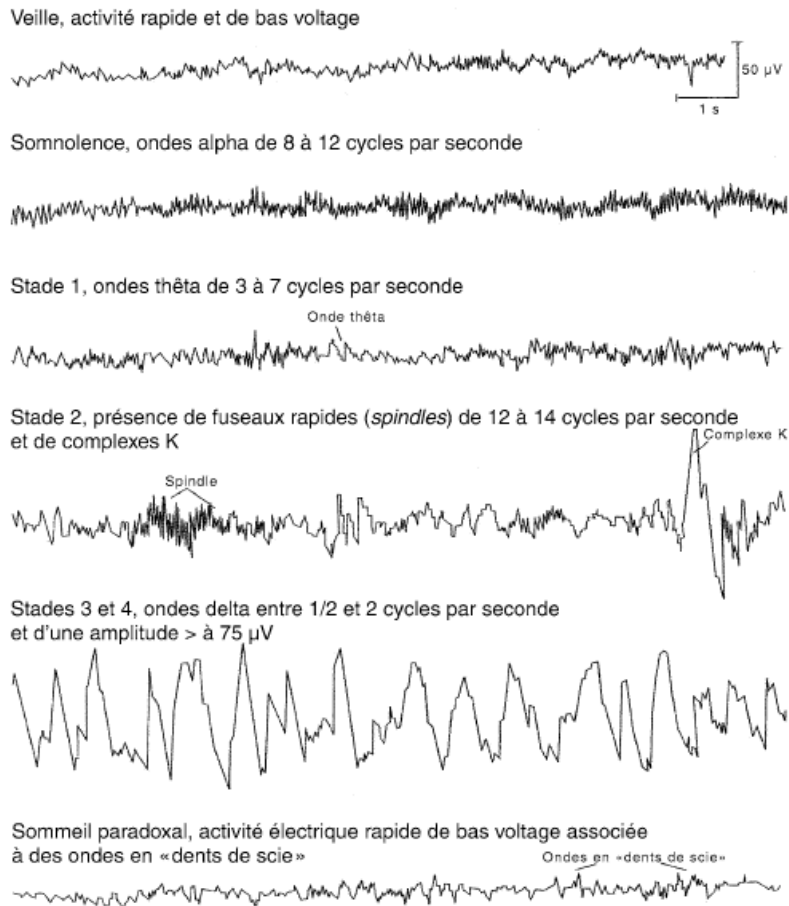 Veille, activité rapide et de bas voltage
50 µV
1 s
Somnolence, ondes alpha de 8 à 12 cycles par seconde
Stade 1, ondes thêta de 3 à 7 cycles par seconde
Onde thêta
Stade 2, présence de fuseaux rapides (spindles) de 12 à 14 cycles par seconde
et de complexes K
Complexe K
Spindle
Stades 3 et 4, ondes delta entre 1/2 et 2 cycles par seconde
et d'une amplitude > à 75 µV
Sommeil paradoxal, activité électrique rapide de bas voltage associée
à des ondes en «dents de scie»
Ondes en «dents de scie»